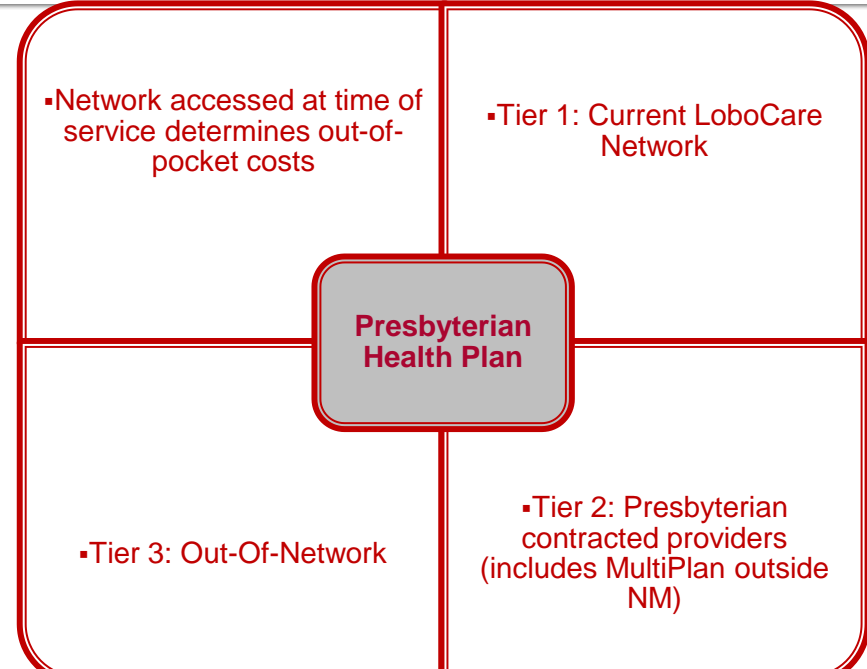 ▪Network accessed at time of
service determines out-of-
pocket costs
▪Tier 1: Current LoboCare
Network
Presbyterian
Health Plan
▪Tier 3: Out-Of-Network
▪Tier 2: Presbyterian
contracted providers
(includes MultiPlan outside
NM)